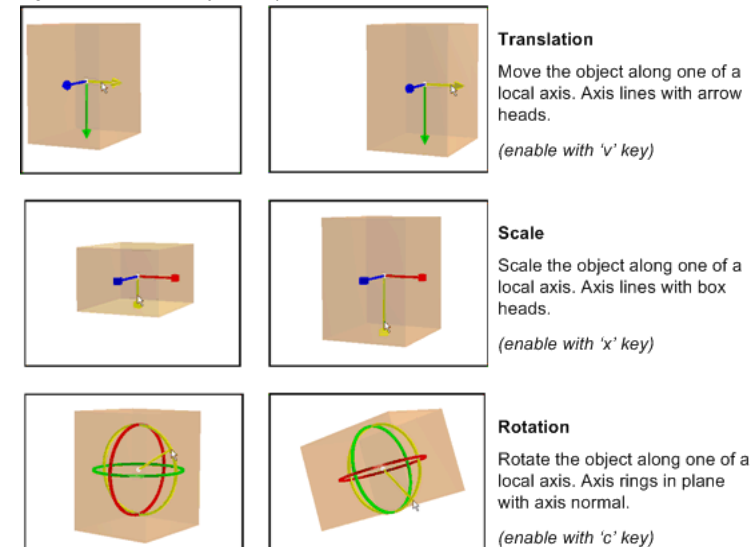 Translation
Move the object along one of a
local axis. Axis lines with arrow
heads.
(enable with ‘v’ key)
Scale
Scale the object along one of a
local axis. Axis lines with box
heads.
(enable with ‘x’ key)
Rotation
Rotate the object along one of a
local axis. Axis rings in plane
with axis normal.
(enable with ‘c’ key)